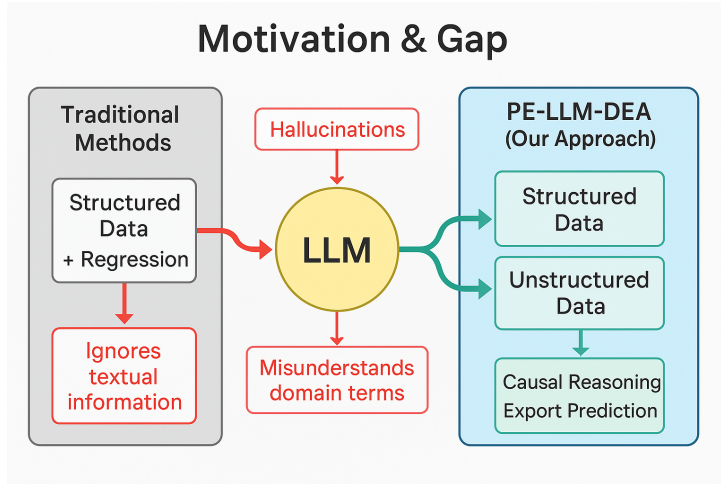 Motivation & Gap
Traditional
Methods
Structured
Data
+ Regression
Ignores
textual
information
Hallucinations
LLM
Misunderstands
domain terms
PE-LLM-DEA
(Our Approach)
Structured
Data
Unstructured
Data
Causal Reasoning
Export Prediction